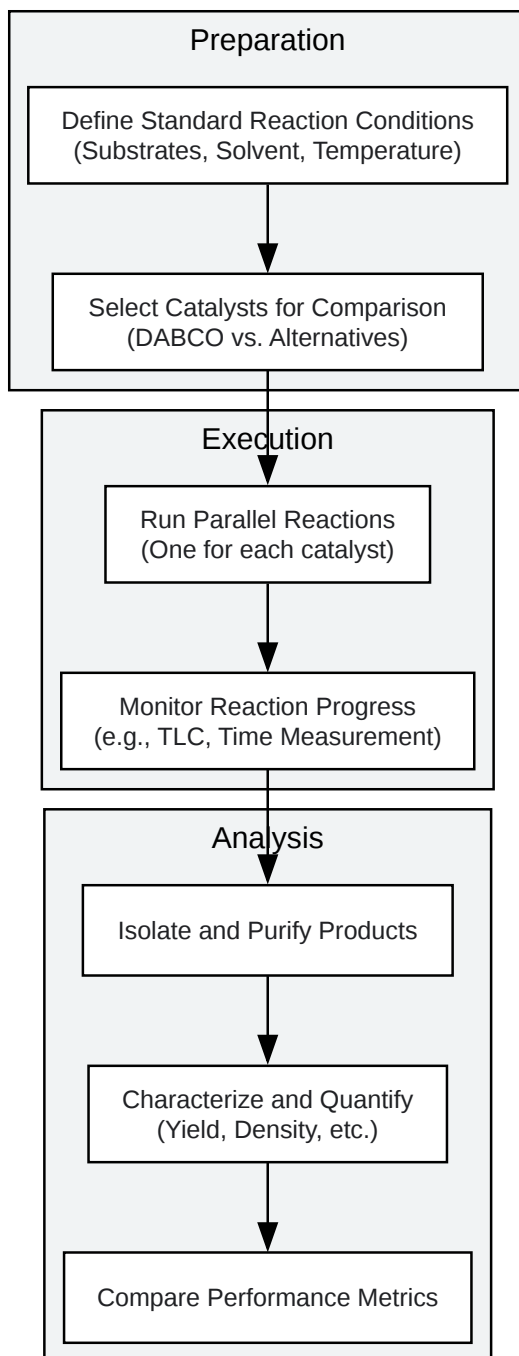 Preparation
Define Standard Reaction Conditions
(Substrates, Solvent, Temperature)
Select Catalysts for Comparison
(DABCO vs. Alternatives)
Execution
Run Parallel Reactions
(One for each catalyst)
Monitor Reaction Progress
(e.g., TLC, Time Measurement)
Analysis
Isolate and Purify Products
Characterize and Quantify
(Yield, Density, etc.)
Compare Performance Metrics